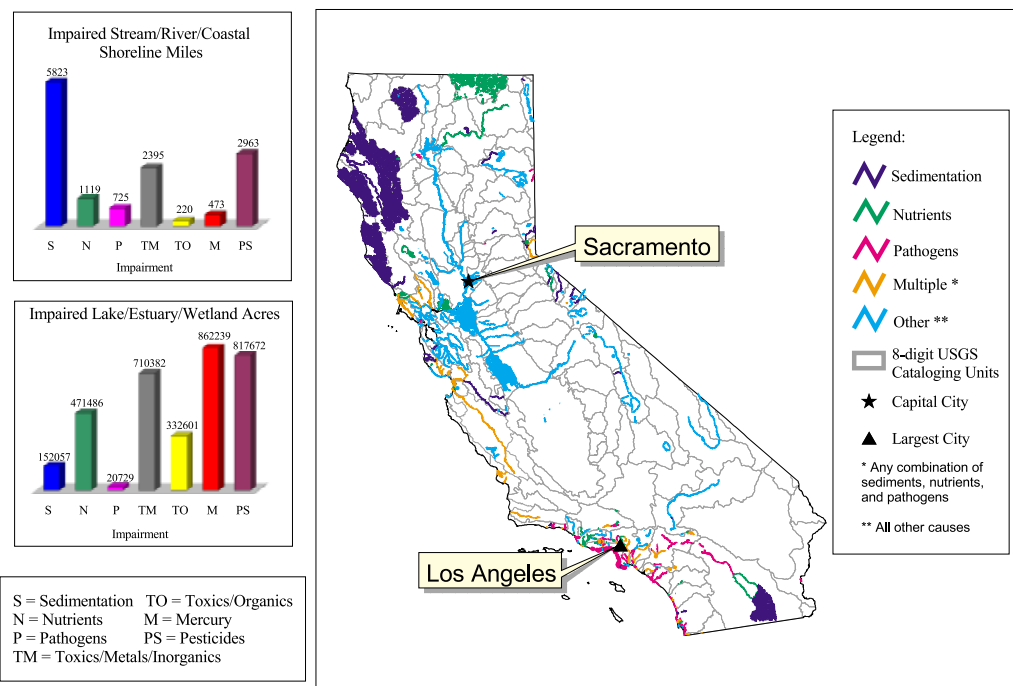 Impaired Stream/River/Coastal
Shoreline Miles
5823
1119
725
2395
220
473
2963
S N P TM TO M PS
Impairment
Impaired Lake/Estuary/Wetland Acres
152057
471486
20729
710382
332601
862239
817672
S N P TM TO M PS
Impairment
S = Sedimentation TO = Toxics/Organics
N = Nutrients M = Mercury
P = Pathogens PS = Pesticides
TM = Toxics/Metals/Inorganics
Sacramento
Los Angeles
Legend:
Sedimentation
Nutrients
Pathogens
Multiple *
Other **
8-digit USGS
Cataloging Units
Capital City
Largest City
* Any combination of
sediments, nutrients,
and pathogens
** All other causes